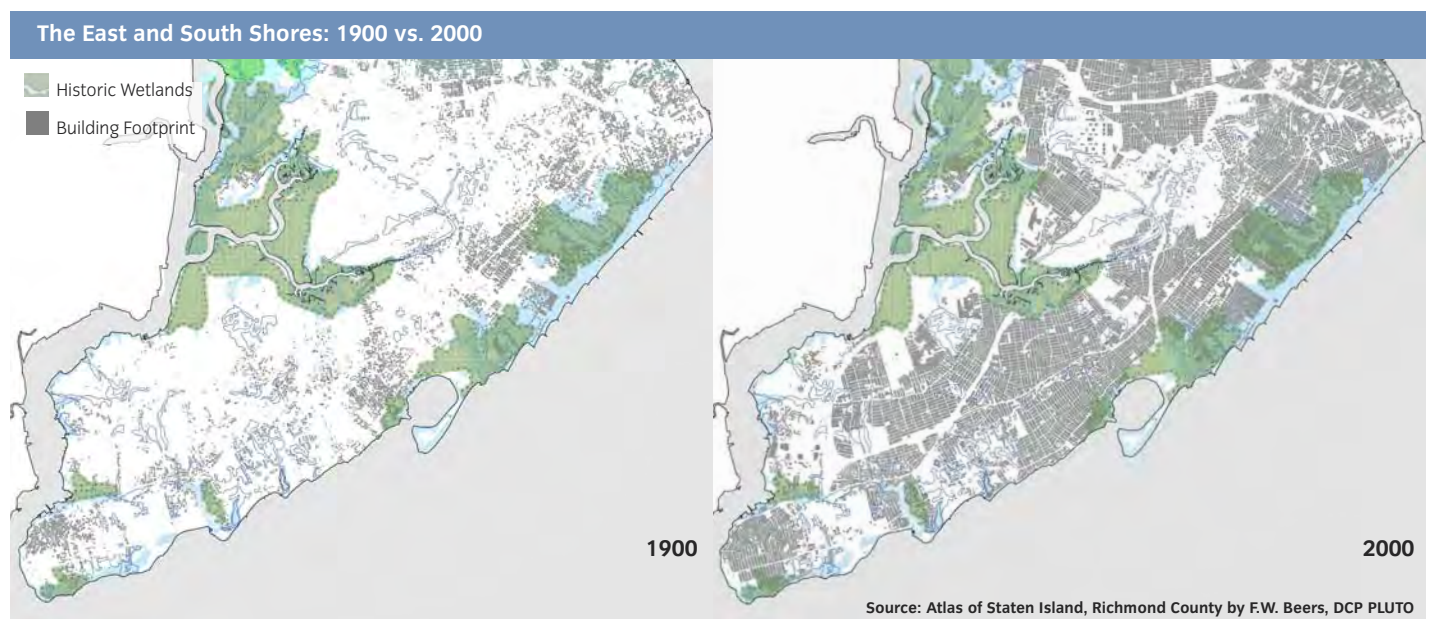 The East and South Shores: 1900 vs. 2000
Historic Wetlands
Building Footprint
1900
2000
Source: Atlas of Staten Island, Richmond County by F.W. Beers, DCP PLUTO